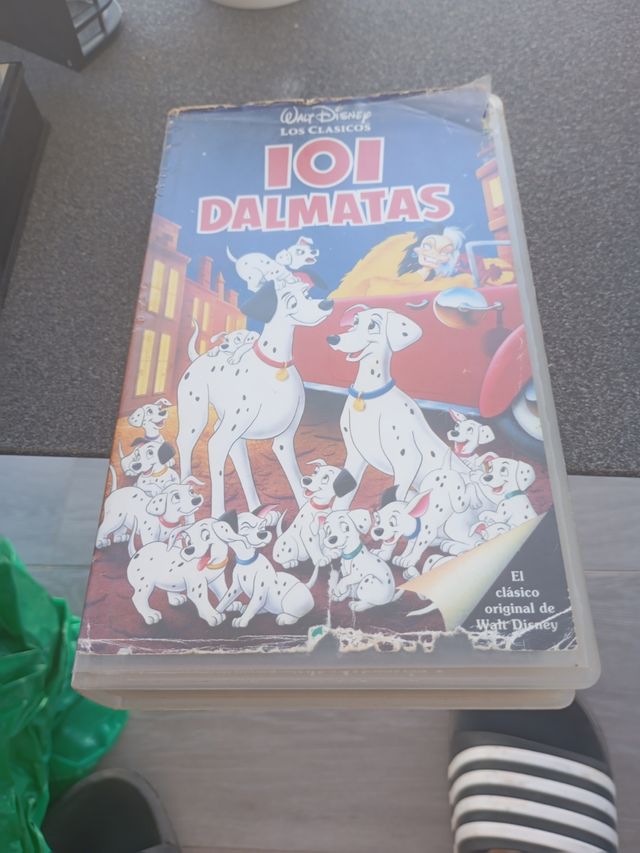 Walt Disney
LOS CLASICOS
101
DALMATAS
El
clásico
original de
Walt Disney